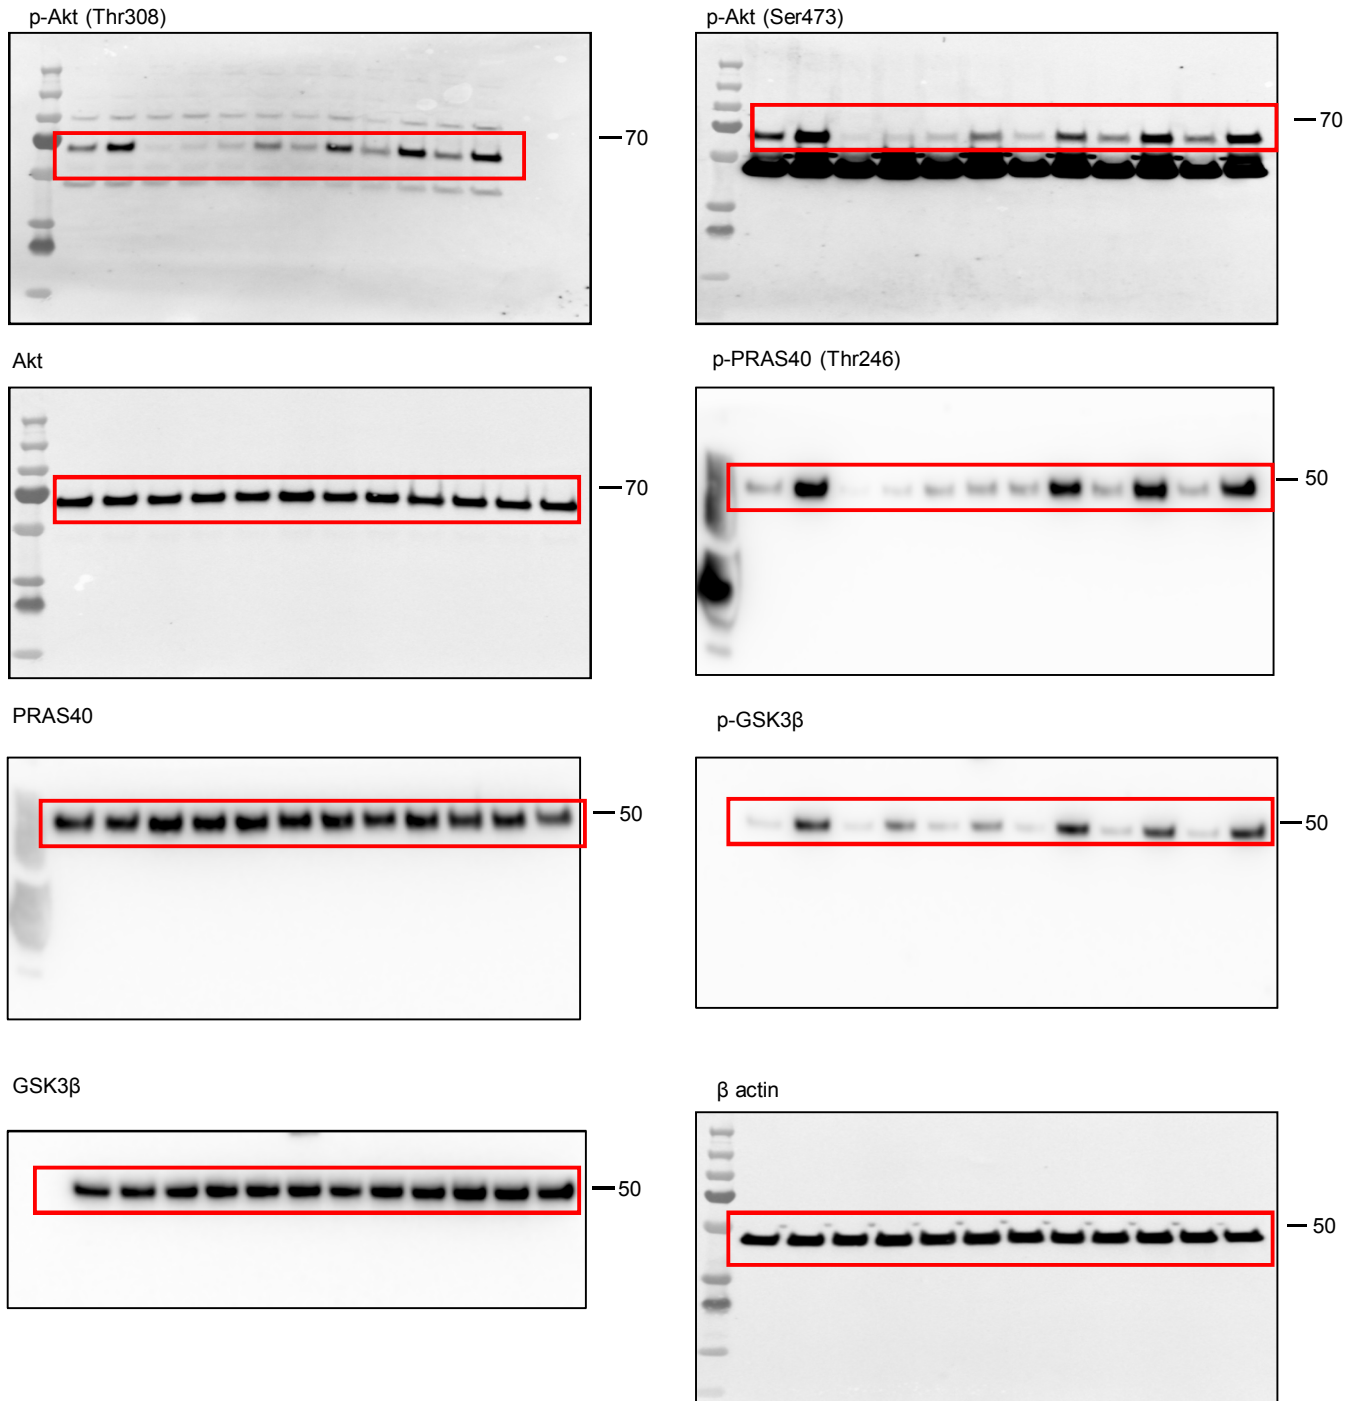 p-Akt (Thr308)
p-Akt (Ser473)
70
70
Akt
p-PRAS40 (Thr246)
70
50
PRAS40
p-GSK3β
50
50
GSK3β
β actin
50
50